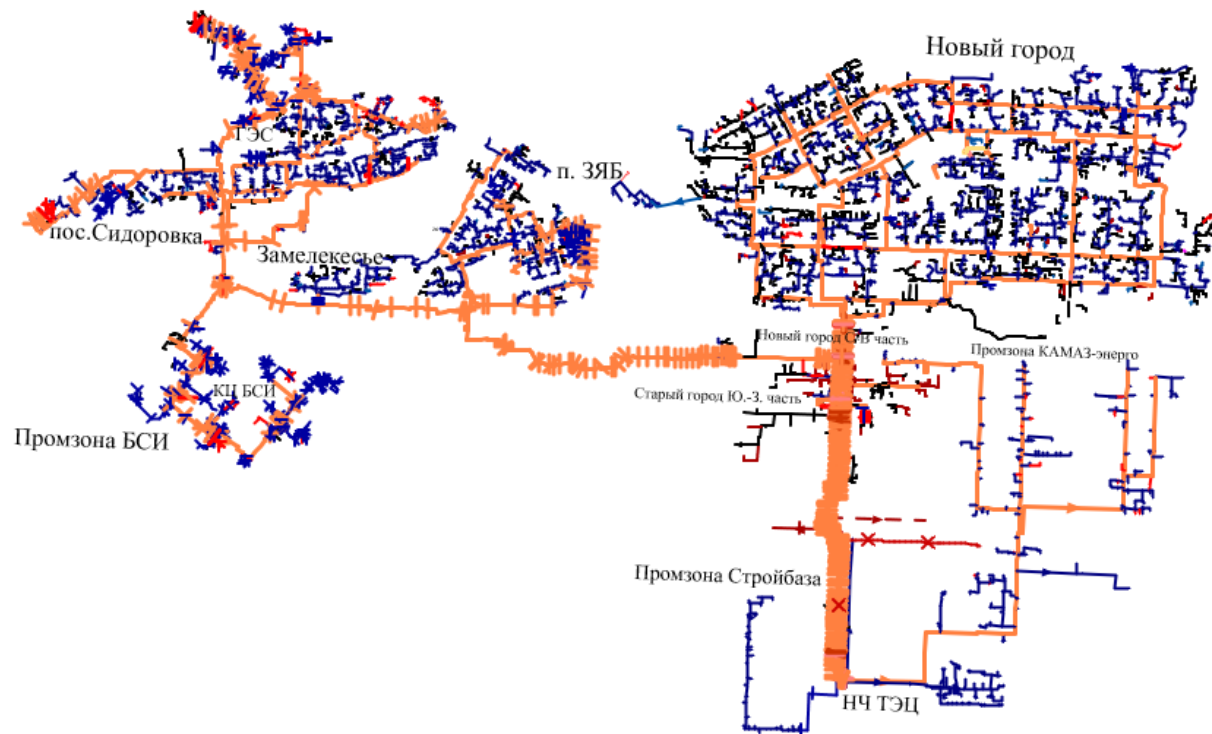 Новый город
ГЭС
п. ЗЯБ
пос.Сидоровка
Замелекесье
Новый город С-В часть
Промзона КАМАЗ-энерго
КЦ БСИ
Старый город Ю.-З. часть
Промзона БСИ
Промзона Стройбаза
НЧ ТЭЦ